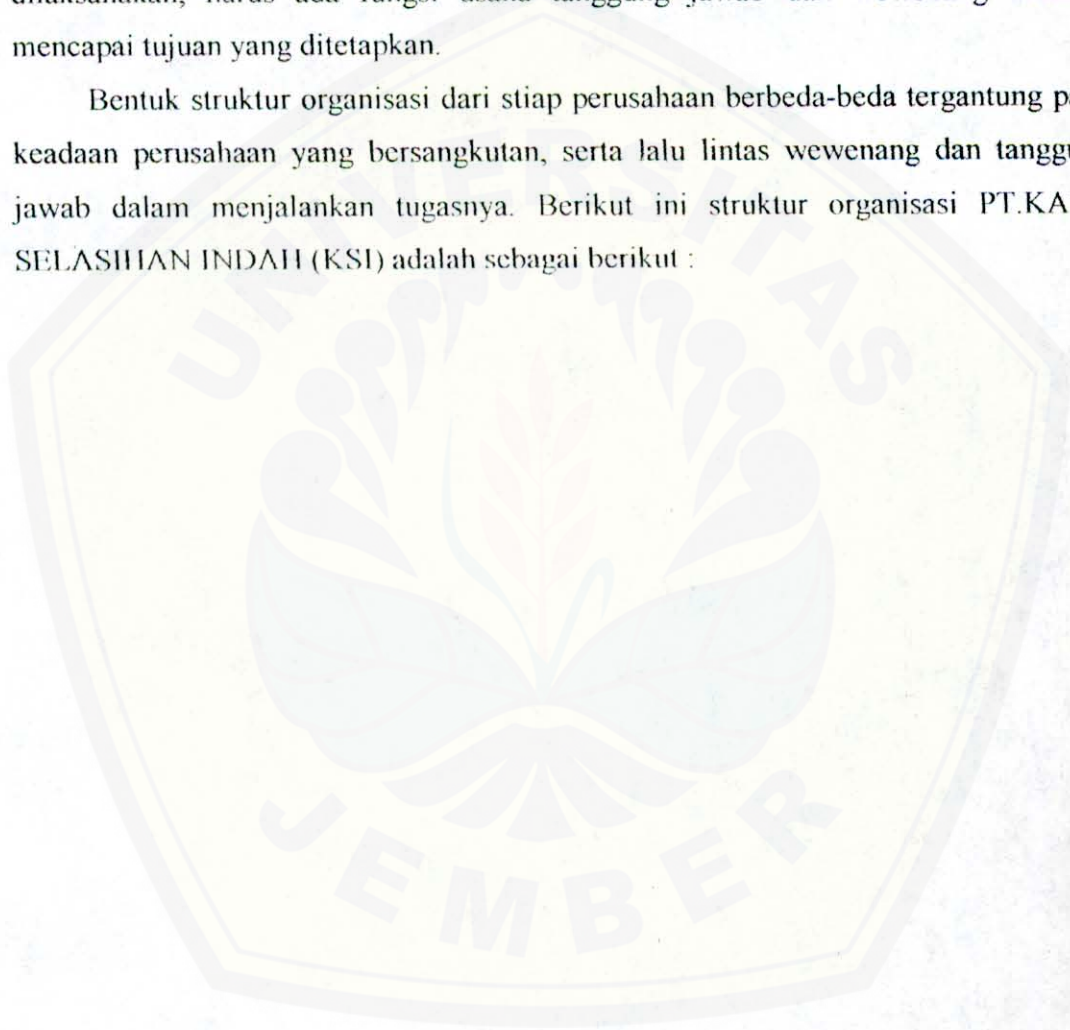 mencapai tujuan yang ditetapkan.
Bentuk struktur organisasi dari stiap perusahaan berbeda-beda tergantung
keadaan perusahaan yang bersangkutan, serta lalu lintas wewenang dan
jawab dalam menjalankan tugasnya. Berikut ini struktur organisasi PT.KA
SELASIHAN INDAH (KSI) adalah sebagai berikut :
UNIVERSITAS
JEMBER